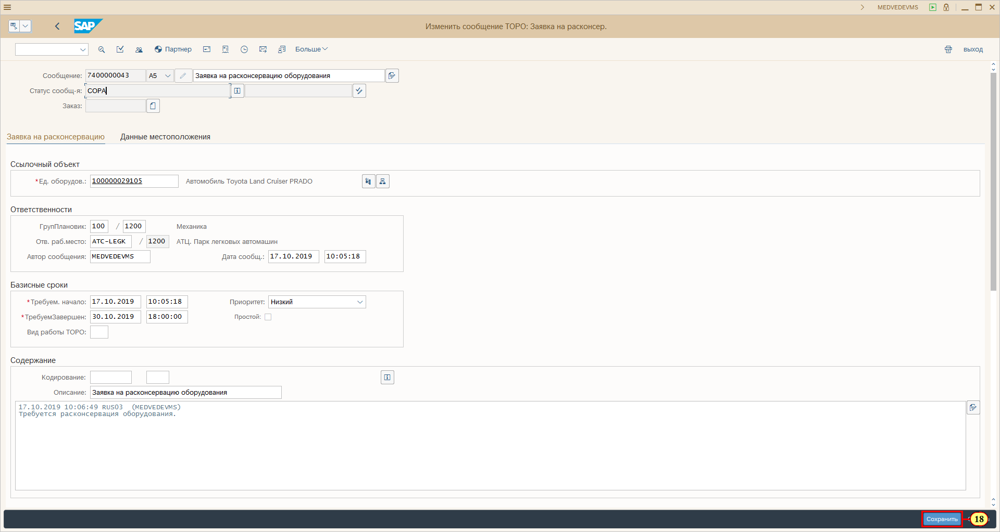 MEDVEDEVMS
SAP
Изменить сообщение ТОРО: Заявка на расконсер.
Партнер
Больше
выход
Сообщение: 7400000043 A5 Заявка на расконсервацию оборудования
Статус сообщ-я: СОРА
Заказ:
Заявка на расконсервацию Данные местоположения
Ссылочный объект
*Ед. оборудов.: 100000029105 Автомобиль Toyota Land Cruiser PRADO
Ответственности
ГрупПлановик: 100 / 1200 Механика
Отв. раб.место: ATC-LEGK / 1200 АТЦ. Парк легковых автомашин
Автор сообщения: MEDVEDEVMS Дата сообщ.: 17.10.2019 10:05:18
Базисные сроки
*Требуем. начало: 17.10.2019 10:05:18 Приоритет: Низкий
*ТребуемЗавершен: 30.10.2019 18:00:00 Простой:
Вид работы ТОРО:
Содержание
Кодирование:
Описание: Заявка на расконсервацию оборудования
17.10.2019 10:06:49 RUS03 (MEDVEDEVMS)
Требуется расконсервация оборудования.
Сохранить 18